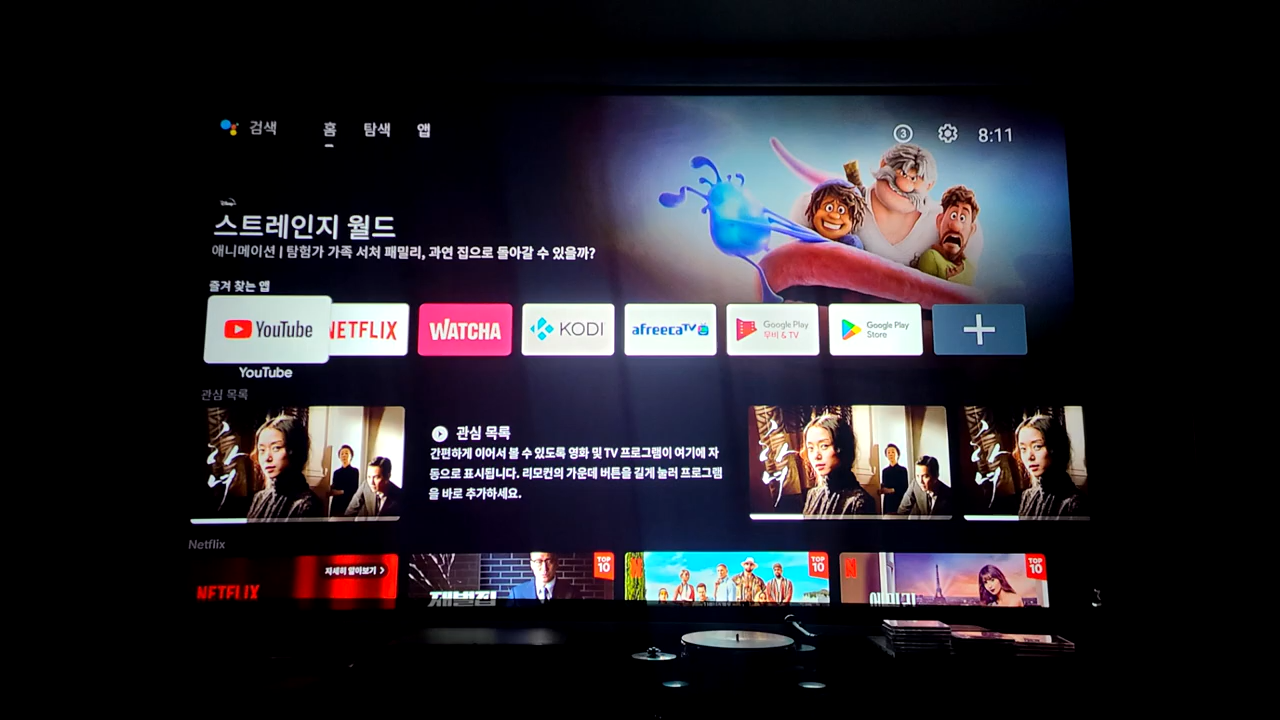 검색 홈 탐색 앱
3 8:11
Disney
스트레인지 월드
애니메이션 | 탐험가 가족 서처 패밀리, 과연 집으로 돌아갈 수 있을까?
즐겨 찾는 앱
YouTube NETFLIX WATCHA KODI afreecaTV Google Play 무비 & TV Google Play Store +
YouTube
관심 목록
관심 목록
간편하게 이어서 볼 수 있도록 영화 및 TV 프로그램이 여기에 자
동으로 표시됩니다. 리모컨의 가운데 버튼을 길게 눌러 프로그램
을 바로 추가하세요.
Netflix
자세히 알아보기 >
NETFLIX
TOP 10
TOP 10
N
TOP 10